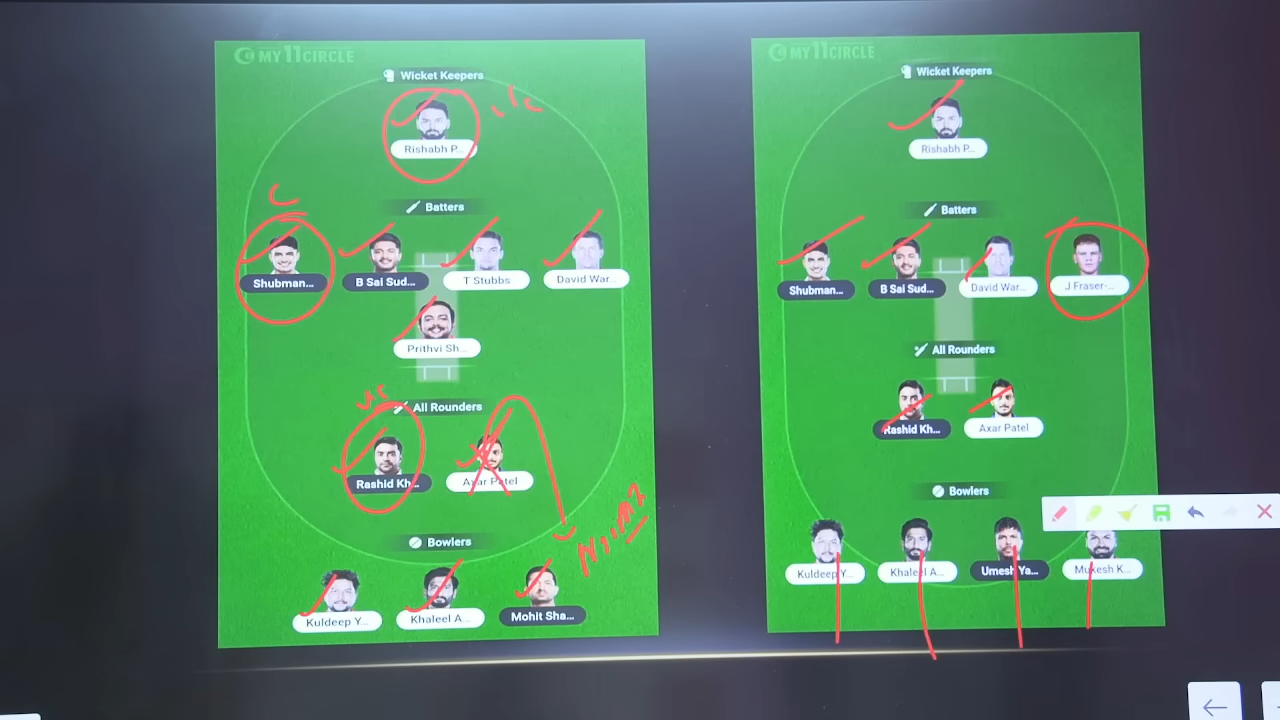 MY11CIRCLE
Wicket Keepers
Rishabh P...
C
Batters
Shubman...
B Sai Sud...
T Stubbs
David War...
Prithvi Sh...
All Rounders
Rashid Kh...
Axar Patel
Bowlers
Kuldeep Y...
Khaleel A...
Mohit Sha...
MY11CIRCLE
Wicket Keepers
Rishabh P...
Batters
Shubman...
B Sai Sud...
David War...
J Fraser-...
All Rounders
Rashid Kh...
Axar Patel
Bowlers
Kuldeep Y...
Khaleel A...
Umesh Ya...
Mukesh K...